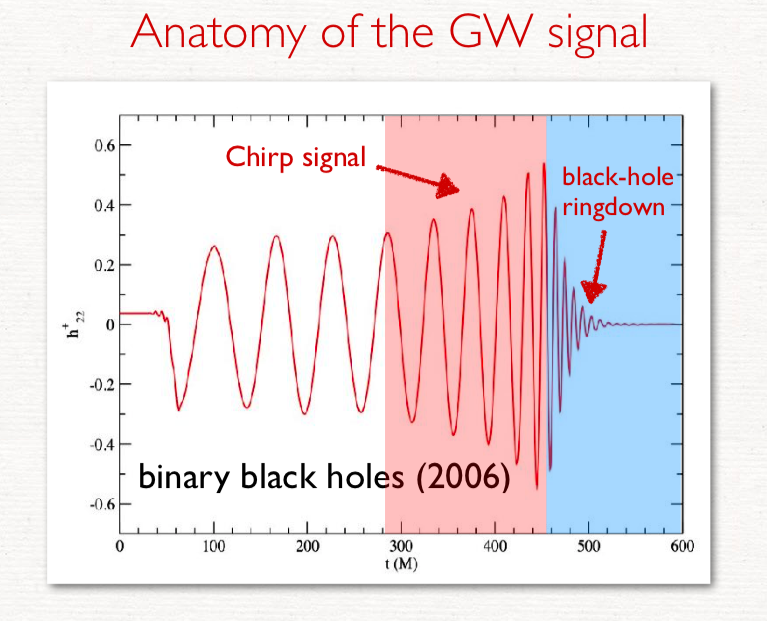 Anatomy of the GW signal
0.6
Chirp signal
black-hole
ringdown
0.4
0.2
0
h⁺₂₂
-0.2
-0.4
binary black holes (2006)
-0.6
0 100 200 300 400 500 600
t (M)